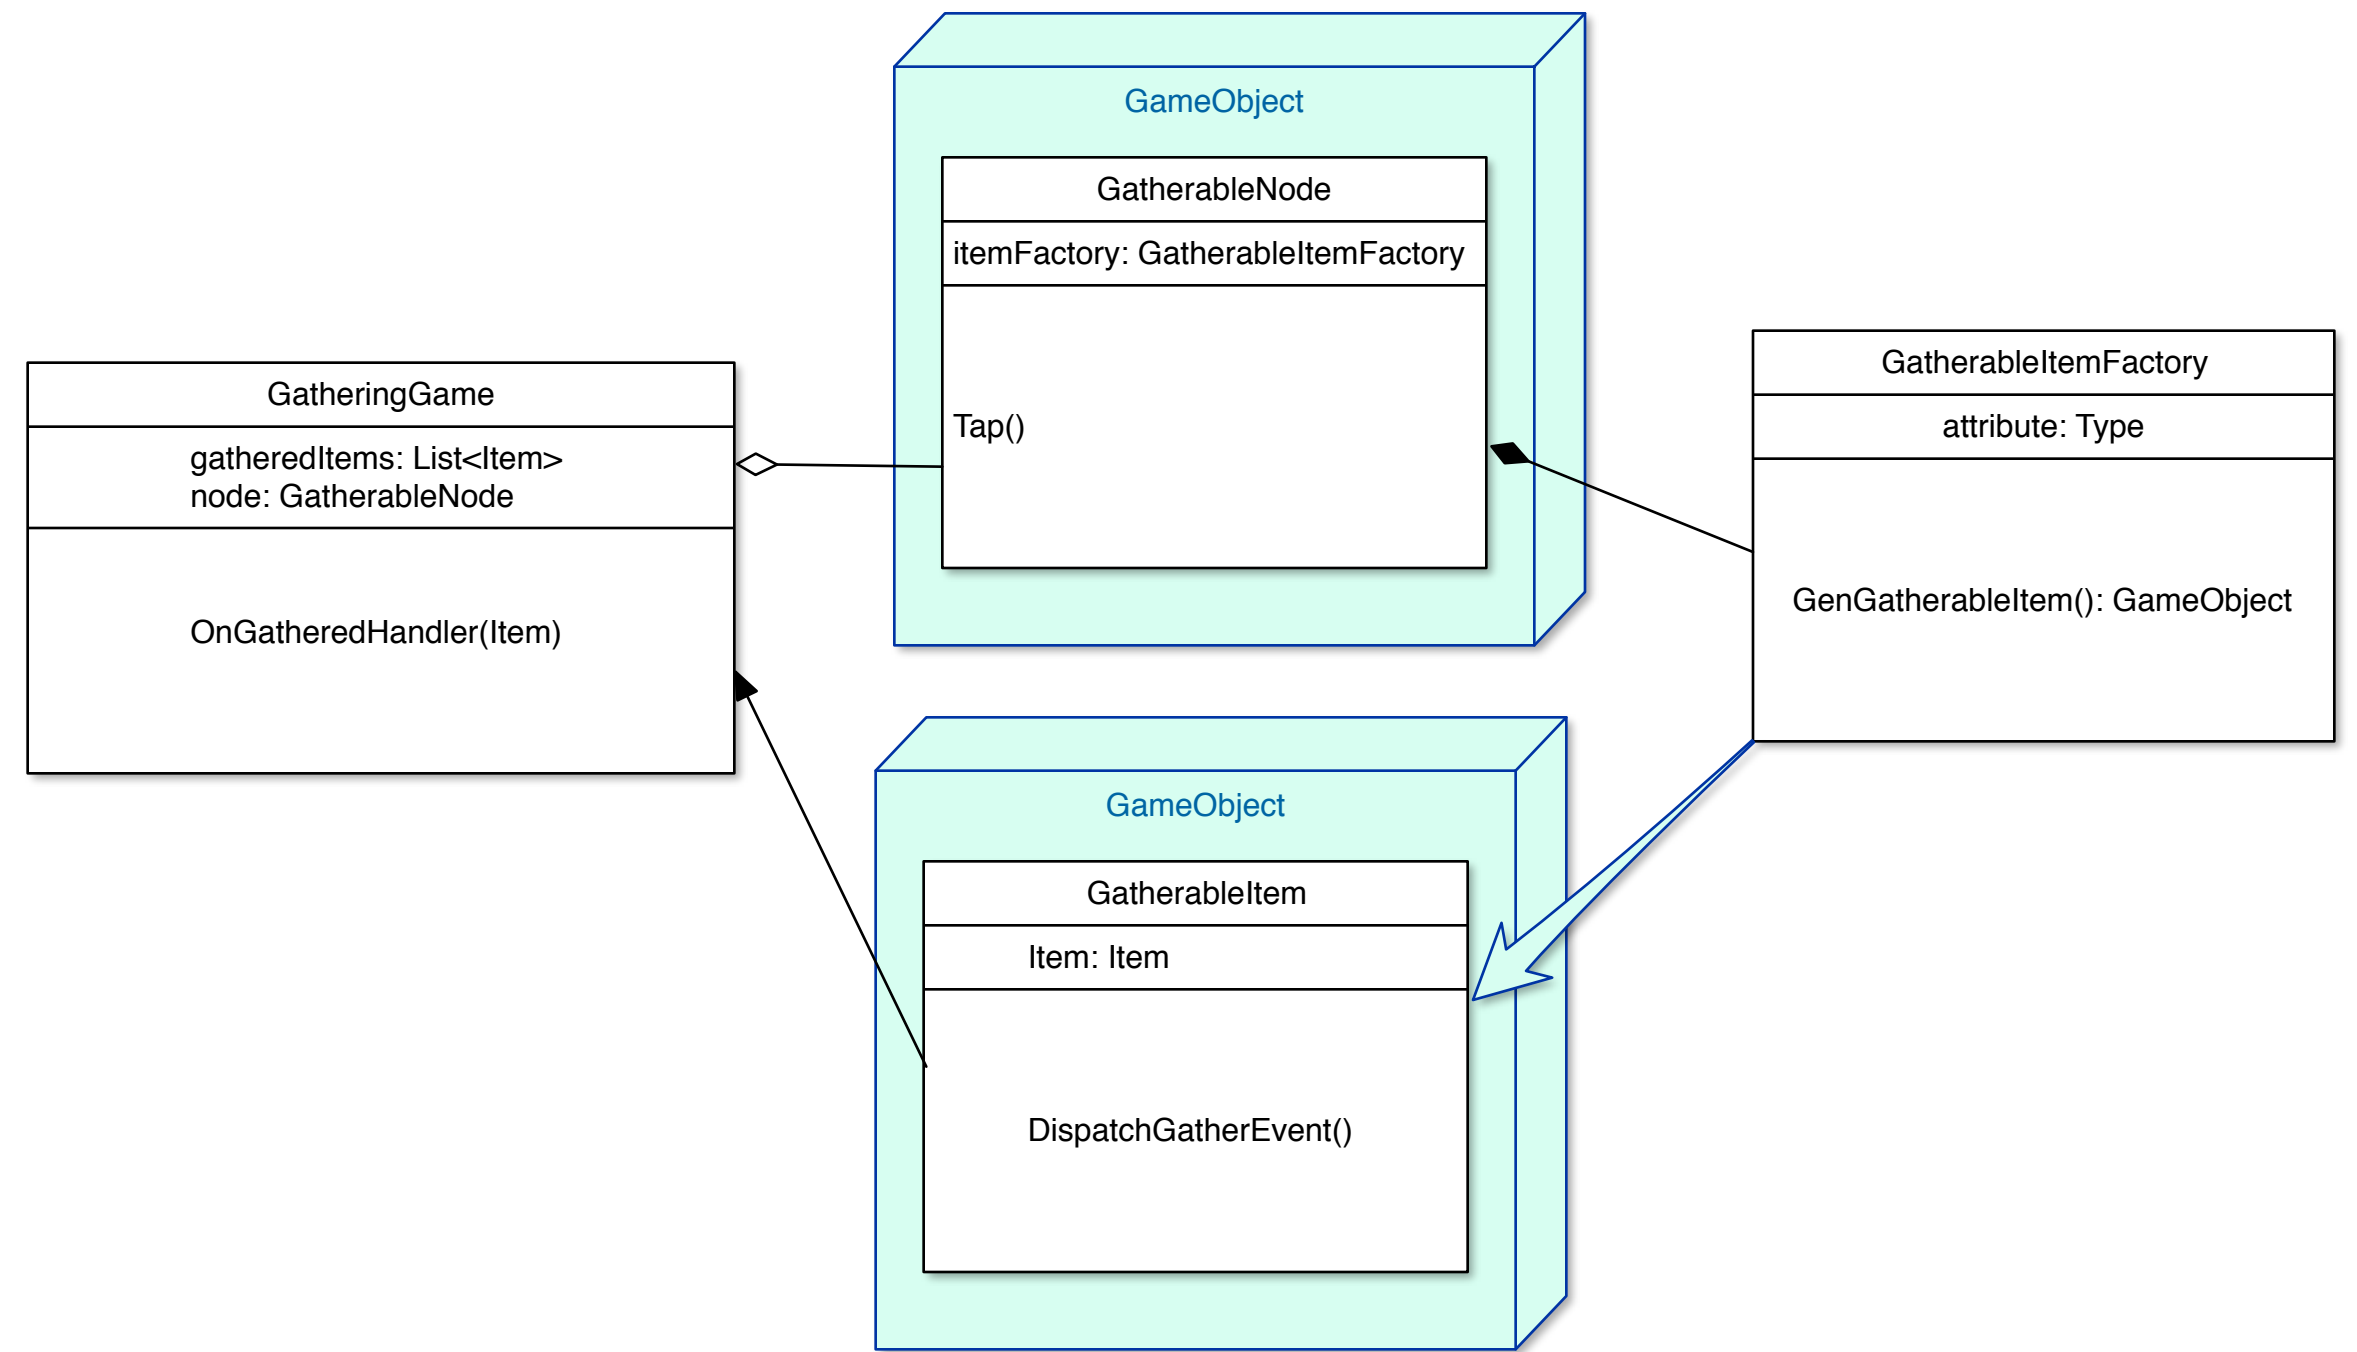 GameObject
GatherableNode
itemFactory: GatherableItemFactory
Tap()
GatheringGame
gatheredItems: List<Item>
node: GatherableNode
OnGatheredHandler(Item)
GatherableItemFactory
attribute: Type
GenGatherableItem(): GameObject
GameObject
GatherableItem
Item: Item
DispatchGatherEvent()